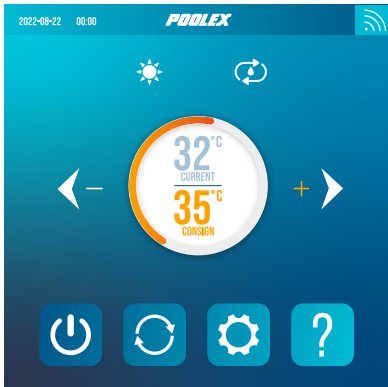 2022-08-22 00:00 POOLEX
32°C
CURRENT
35°C
CONSIGN
− +
?